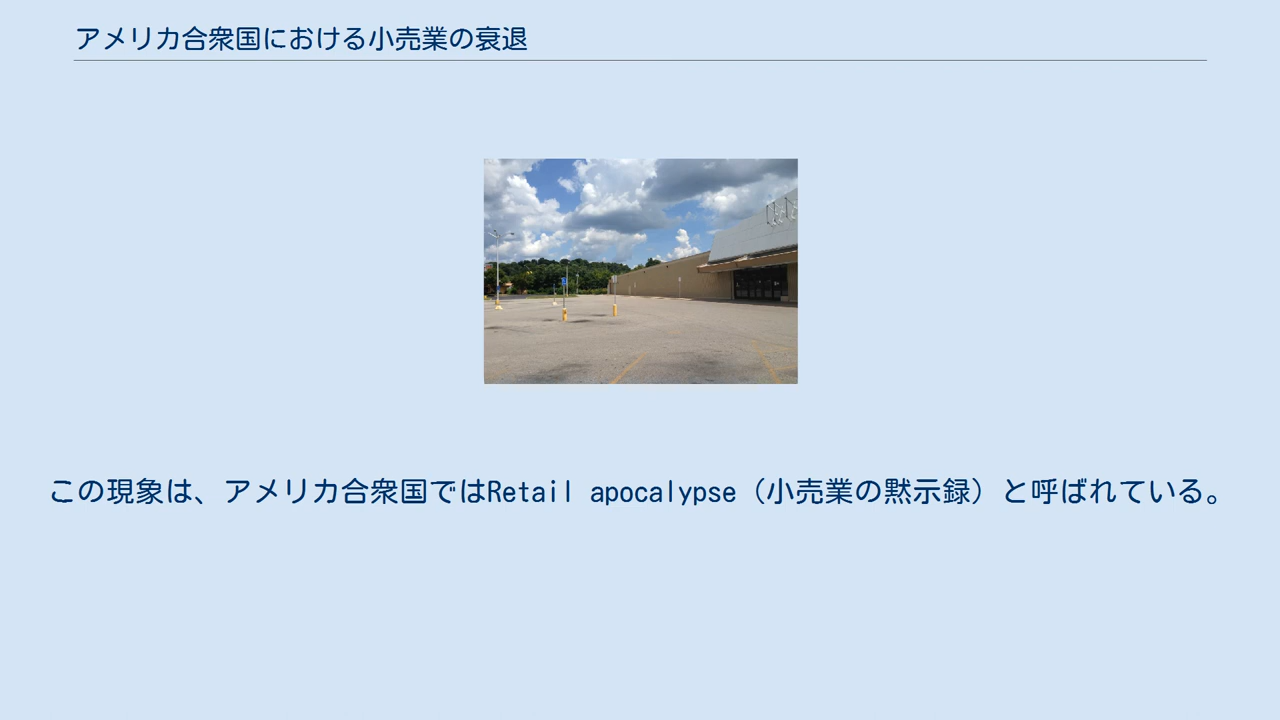 アメリカ合衆国における小売業の衰退
この現象は、アメリカ合衆国ではRetail apocalypse（小売業の黙示録）と呼ばれている。